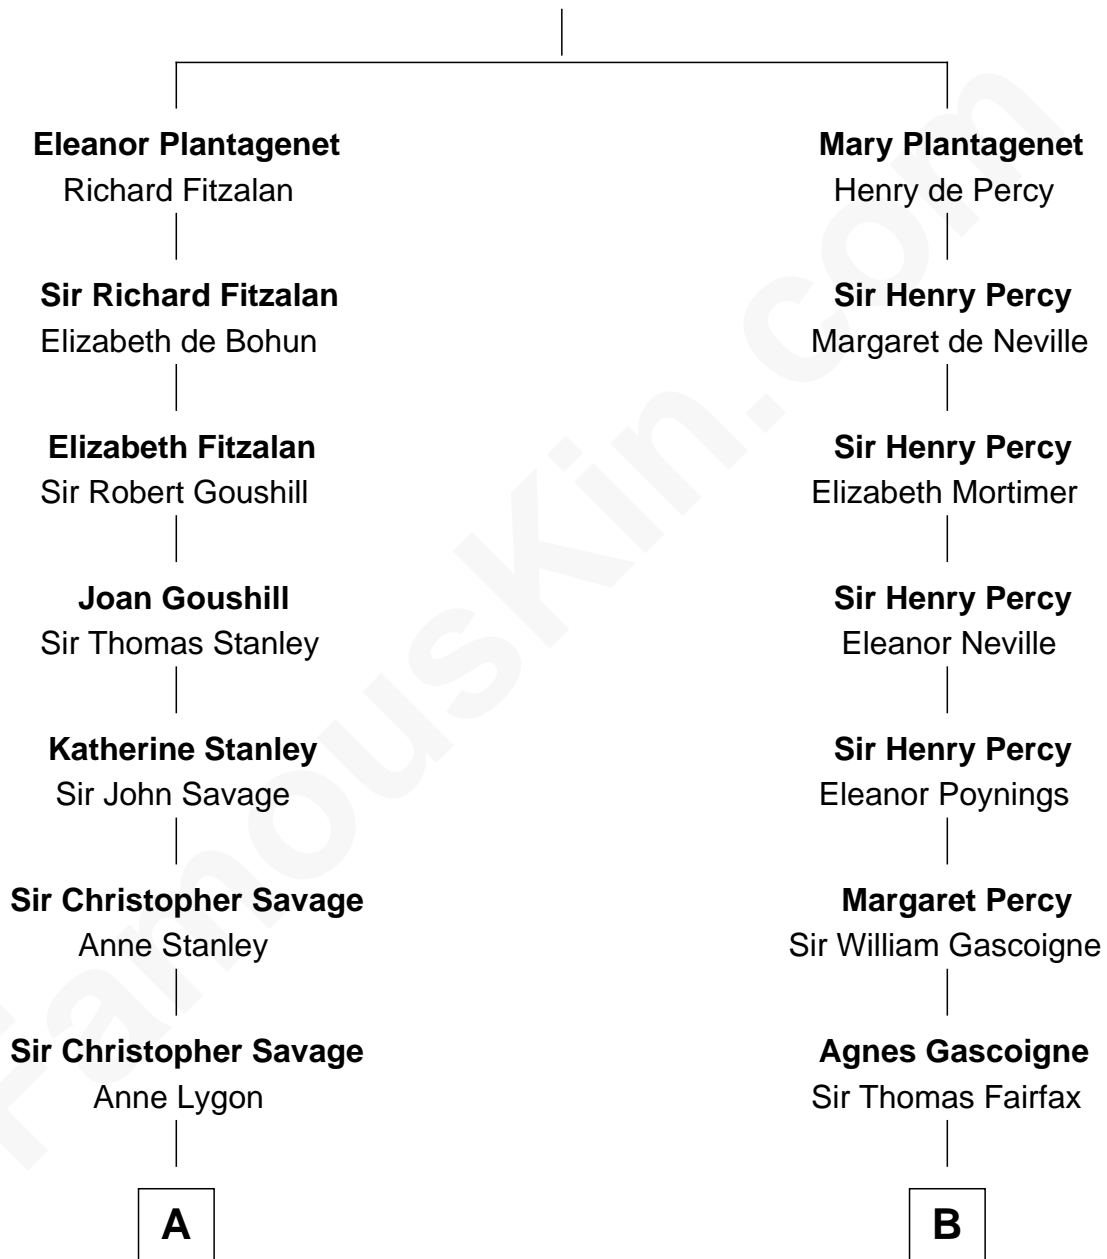 Eleanor Plantagenet
Richard Fitzalan
Sir Richard Fitzalan
Elizabeth de Bohun
Elizabeth Fitzalan
Sir Robert Goushill
Joan Goushill
Sir Thomas Stanley
Katherine Stanley
Sir John Savage
Sir Christopher Savage
Anne Stanley
Sir Christopher Savage
Anne Lygon
A
Mary Plantagenet
Henry de Percy
Sir Henry Percy
Margaret de Neville
Sir Henry Percy
Elizabeth Mortimer
Sir Henry Percy
Eleanor Neville
Sir Henry Percy
Eleanor Poynings
Margaret Percy
Sir William Gascoigne
Agnes Gascoigne
Sir Thomas Fairfax
B
FamousKin.com